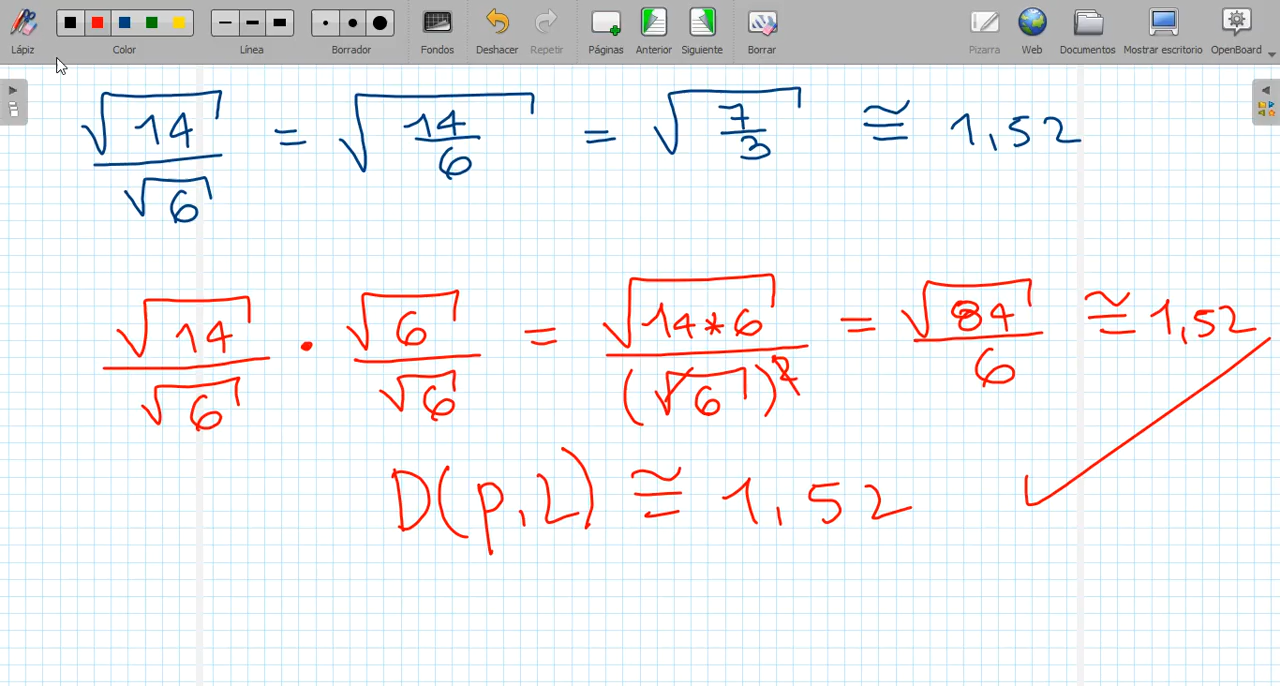 Lápiz Color Línea Borrador Fondos Deshacer Repetir Páginas Anterior Siguiente Borrar Pizarra Web Documentos Mostrar escritorio OpenBoard
√14 / √6 = √(14/6) = √(7/3) ≅ 1,52
√14 / √6 · √6 / √6 = √(14*6) / (√6)² = √84 / 6 ≅ 1,52
D(p,L) ≅ 1,52